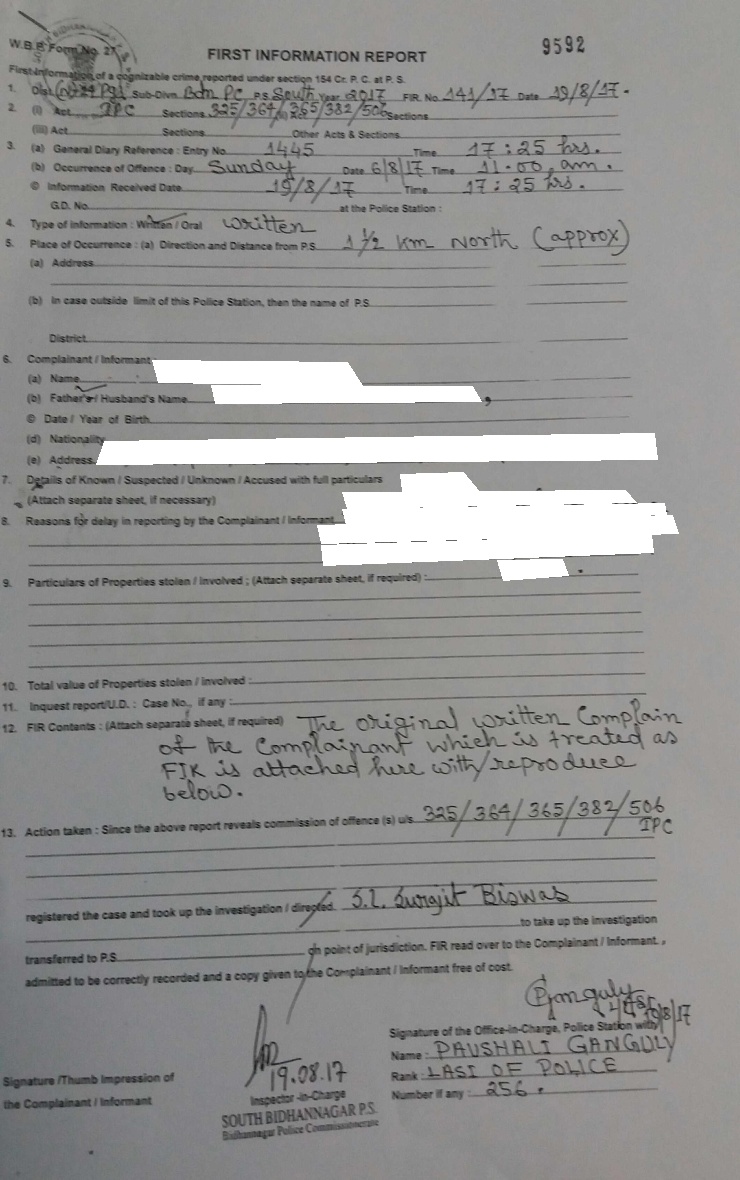 W.B.P. Form No. 27
FIRST INFORMATION REPORT
9592
First Information of a cognizable crime reported under section 154 Cr. P. C. at P. S.
1. Dist. Sub-Divn. Bdn PC P.S. South Year 2017 FIR. No. 141/17 Date 19/8/17.
2. (i) Act IPC Sections 325/364/365/382/506 Sections
(iii) Act Sections Other Acts & Sections
3. (a) General Diary Reference : Entry No 1445 Time 17:25 hrs.
(b) Occurrence of Offence : Day Sunday Date 6/8/17 Time 11.00 am.
© Information Received Date 19/8/17 Time 17:25 hrs.
G.D. No. at the Police Station :
4. Type of information : Written / Oral written
5. Place of Occurrence : (a) Direction and Distance from P.S. 1 1/2 Km North (approx)
(a) Address
(b) In case outside limit of this Police Station, then the name of P.S.
District
6. Complainant / Informant
(a) Name
(b) Father's / Husband's Name
© Date / Year of Birth
(d) Nationality
(e) Address
7. Details of Known / Suspected / Unknown / Accused with full particulars
(Attach separate sheet, if necessary)
8. Reasons for delay in reporting by the Complainant / Informant
9. Particulars of Properties stolen / involved ; (Attach separate sheet, if required) :
10. Total value of Properties stolen / involved :
11. Inquest report/U.D. : Case No., if any :
12. FIR Contents : (Attach separate sheet, if required) The original written Complain
of the Complainant which is treated as
FIR is attached here with/reproduce
below.
13. Action taken : Since the above report reveals commission of offence (s) u/s 325/364/365/382/506
IPC
registered the case and took up the investigation / directed S.I. Surgit Biswas
to take up the investigation
transferred to P.S. on point of jurisdiction. FIR read over to the Complainant / Informant,
admitted to be correctly recorded and a copy given to the Complainant / Informant free of cost.
PGanguly
19/8/17
Signature of the Office-in-Charge, Police Station with
Name : PAUSHALI GANGULY
Rank : LASI OF POLICE
Number if any : 256.
19.08.17
Signature /Thumb Impression of
the Complainant / Informant
Inspector-in-Charge
SOUTH BIDHANNAGAR P.S.
Bidhannagar Police Commissionerate